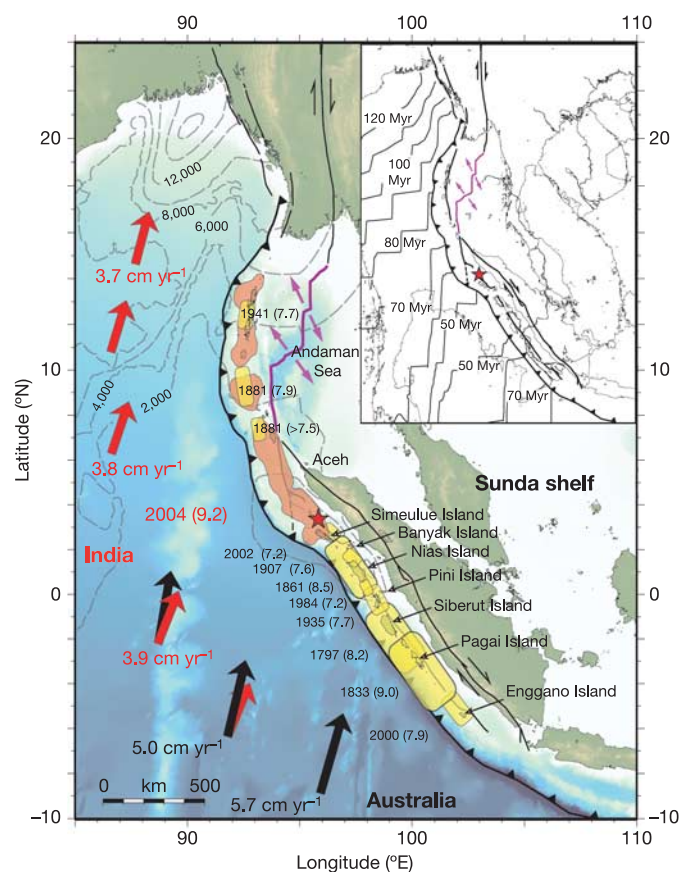 90
100
110
20
10
0
–10
20
10
0
–10
Latitude (ºN)
12,000
8,000
6,000
4,000
2,000
3.7 cm yr⁻¹
3.8 cm yr⁻¹
1941 (7.7)
Andaman
Sea
1881 (7.9)
1881 (>7.5)
Aceh
2004 (9.2)
India
3.9 cm yr⁻¹
5.0 cm yr⁻¹
5.7 cm yr⁻¹
Australia
Sunda shelf
Simeulue Island
Banyak Island
Nias Island
Pini Island
Siberut Island
Pagai Island
Enggano Island
2002 (7.2)
1907 (7.6)
1861 (8.5)
1984 (7.2)
1935 (7.7)
1797 (8.2)
1833 (9.0)
2000 (7.9)
0 km 500
120 Myr
100
Myr
80 Myr
70 Myr
50 Myr
50
Myr
70 Myr
90
100
110
Longitude (ºE)